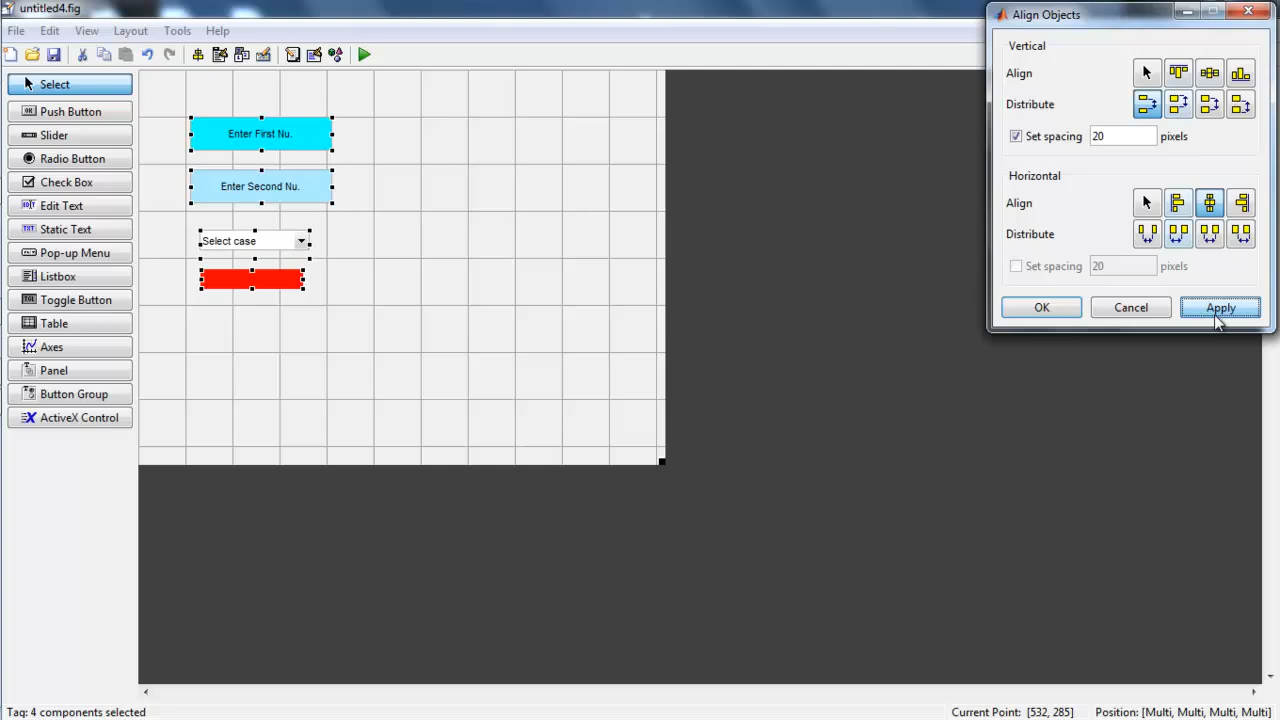 untitled4.fig
File Edit View Layout Tools Help
Select
Push Button
Slider
Radio Button
Check Box
Edit Text
Static Text
Pop-up Menu
Listbox
Toggle Button
Table
Axes
Panel
Button Group
ActiveX Control
Enter First Nu.
Enter Second Nu.
Select case
Align Objects
Vertical
Align
Distribute
Set spacing 20 pixels
Horizontal
Align
Distribute
Set spacing 20 pixels
OK Cancel Apply
Tag: 4 components selected
Current Point: [532, 285] Position: [Multi, Multi, Multi, Multi]